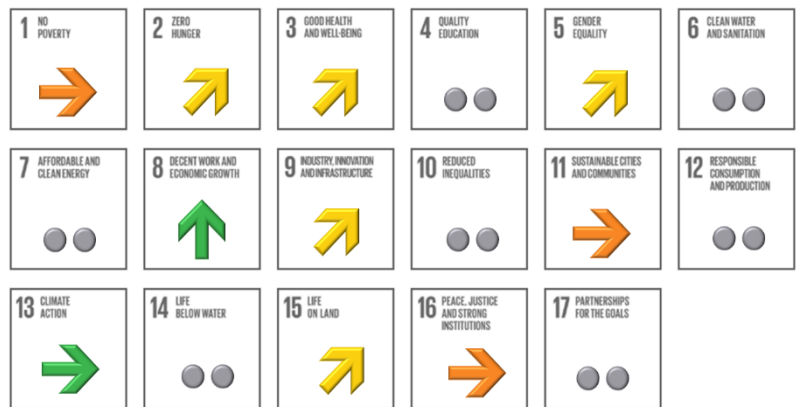 1 NO
POVERTY
2 ZERO
HUNGER
3 GOOD HEALTH
AND WELL-BEING
4 QUALITY
EDUCATION
5 GENDER
EQUALITY
6 CLEAN WATER
AND SANITATION
7 AFFORDABLE AND
CLEAN ENERGY
8 DECENT WORK AND
ECONOMIC GROWTH
9 INDUSTRY, INNOVATION
AND INFRASTRUCTURE
10 REDUCED
INEQUALITIES
11 SUSTAINABLE CITIES
AND COMMUNITIES
12 RESPONSIBLE
CONSUMPTION
AND PRODUCTION
13 CLIMATE
ACTION
14 LIFE
BELOW WATER
15 LIFE
ON LAND
16 PEACE, JUSTICE
AND STRONG
INSTITUTIONS
17 PARTNERSHIPS
FOR THE GOALS